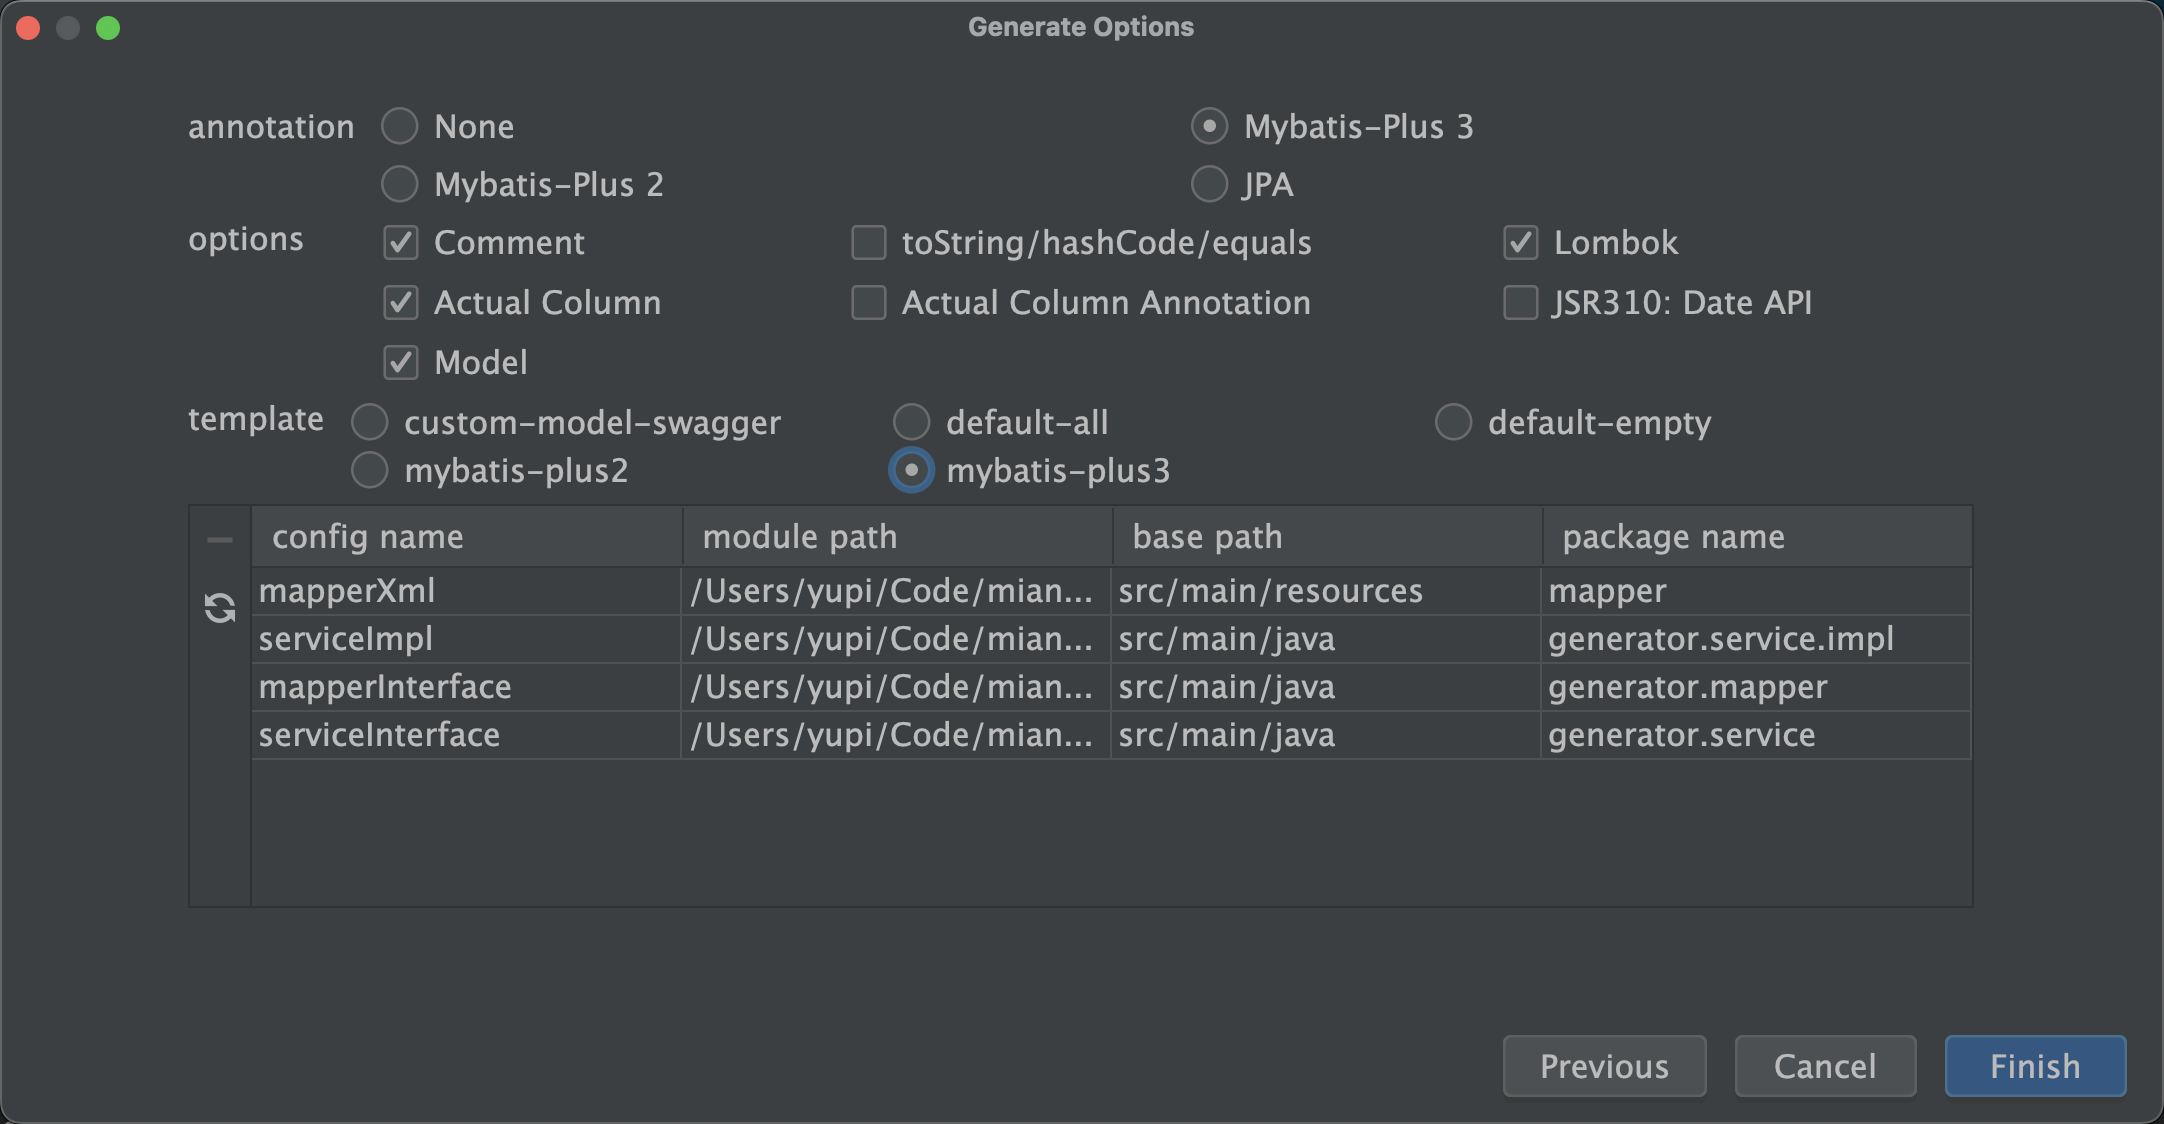 Generate Options
annotation None Mybatis-Plus 3
Mybatis-Plus 2 JPA
options Comment toString/hashCode/equals Lombok
Actual Column Actual Column Annotation JSR310: Date API
Model
template custom-model-swagger default-all default-empty
mybatis-plus2 mybatis-plus3
config name module path base path package name
mapperXml /Users/yupi/Code/mian... src/main/resources mapper
serviceImpl /Users/yupi/Code/mian... src/main/java generator.service.impl
mapperInterface /Users/yupi/Code/mian... src/main/java generator.mapper
serviceInterface /Users/yupi/Code/mian... src/main/java generator.service
Previous Cancel Finish